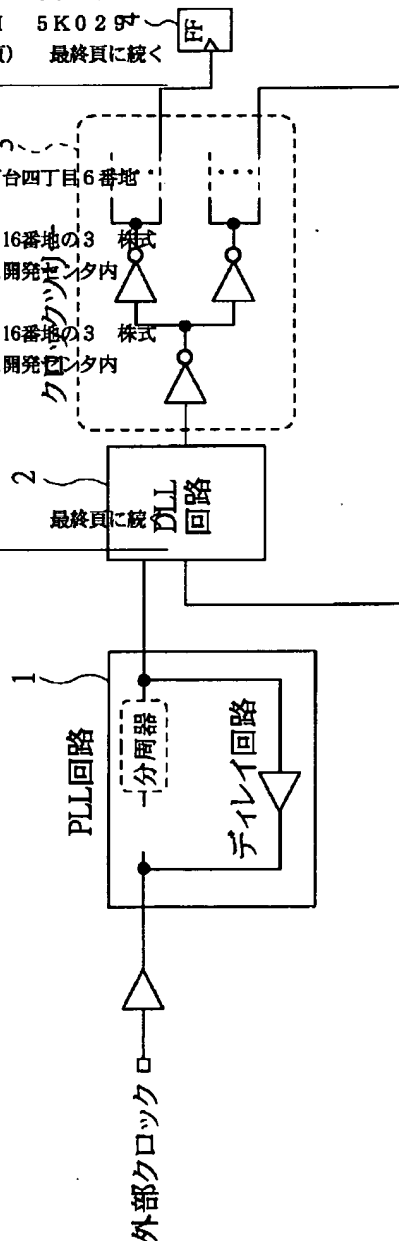 5K029
4
FF
最終頁に続く
台四丁目6番地
16番地の3 株式
開発センタ内
16番地の3 株式
開発センタ内
クロックツリー
2
DLL
回路
最終頁に続く
1
PLL回路
分周器
ディレイ回路
外部クロック